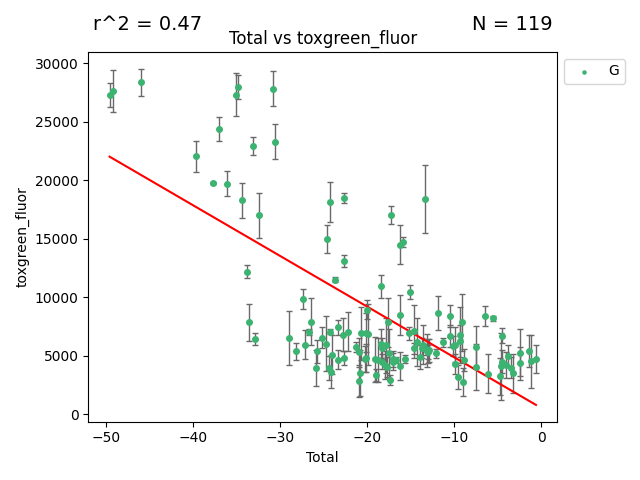 r^2 = 0.47 N = 119
Total vs toxgreen_fluor
G
30000
25000
20000
15000
10000
5000
0
toxgreen_fluor
−50 −40 −30 −20 −10 0
Total